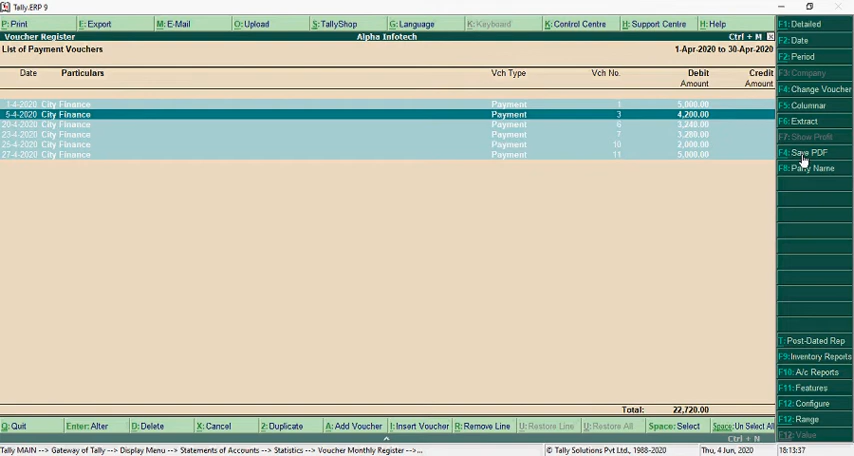 Tally.ERP 9
P: Print E: Export M: E-Mail O: Upload S: TallyShop G: Language K: Keyboard K: Control Centre H: Support Centre H: Help
Voucher Register Alpha Infotech Ctrl + M
List of Payment Vouchers 1-Apr-2020 to 30-Apr-2020
Date Particulars Vch Type Vch No. Debit Credit
Amount Amount
1-4-2020 City Finance Payment 1 5,000.00
5-4-2020 City Finance Payment 3 4,200.00
20-4-2020 City Finance Payment 6 3,240.00
23-4-2020 City Finance Payment 7 3,280.00
25-4-2020 City Finance Payment 10 2,000.00
27-4-2020 City Finance Payment 11 5,000.00
Total: 22,720.00
Q: Quit Enter: Alter D: Delete X: Cancel 2: Duplicate A: Add Voucher I: Insert Voucher R: Remove Line U: Restore Line U: Restore All Space: Select Space: Un Select All
Ctrl + N
Tally MAIN --> Gateway of Tally --> Display Menu --> Statements of Accounts --> Statistics --> Voucher Monthly Register -->... © Tally Solutions Pvt Ltd., 1988-2020 Thu, 4 Jun, 2020 18:13:37
F1: Detailed
F2: Date
F2: Period
F3: Company
F4: Change Voucher
F5: Columnar
F6: Extract
F7: Show Profit
F4: Save PDF
F8: Party Name
T: Post-Dated Rep
F9: Inventory Reports
F10: A/c Reports
F11: Features
F12: Configure
F12: Range
F12: Value